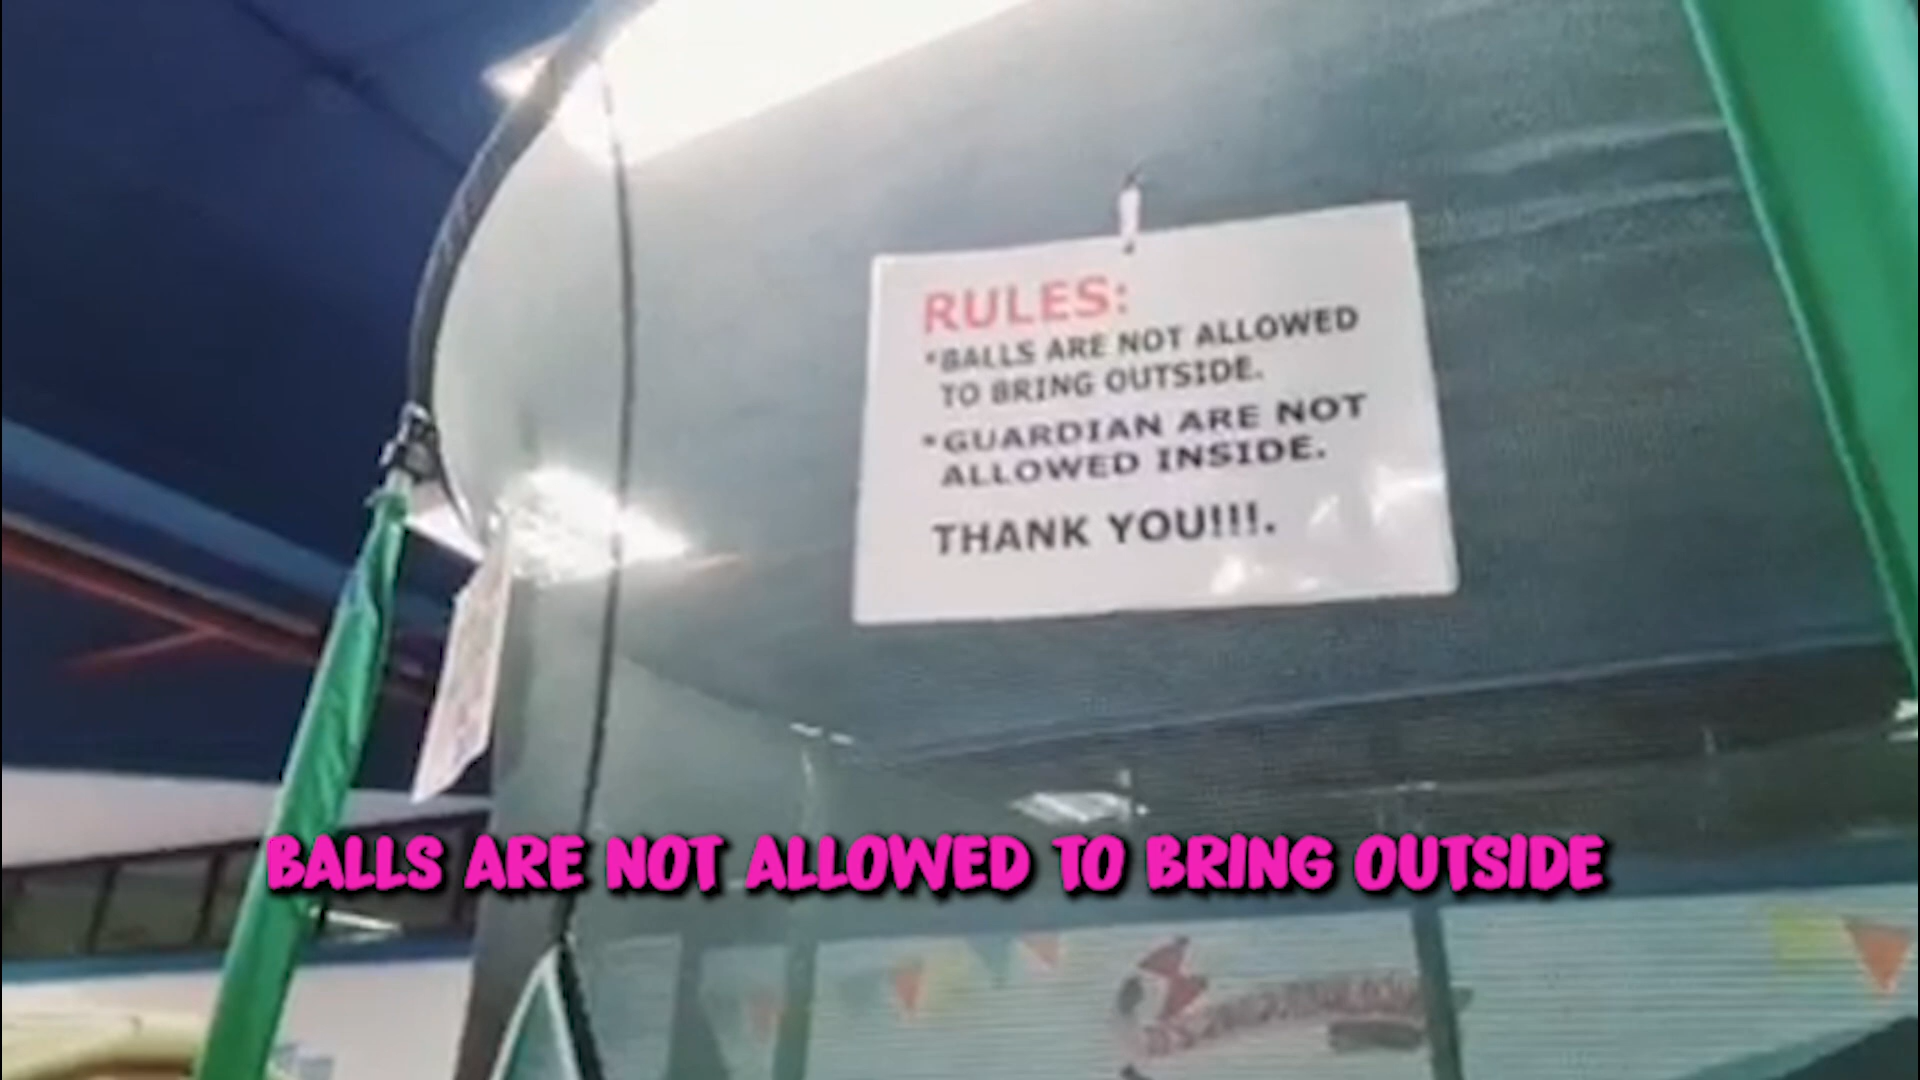 RULES:
*BALLS ARE NOT ALLOWED
TO BRING OUTSIDE.
*GUARDIAN ARE NOT
ALLOWED INSIDE.
THANK YOU!!!.
BALLS ARE NOT ALLOWED TO BRING OUTSIDE